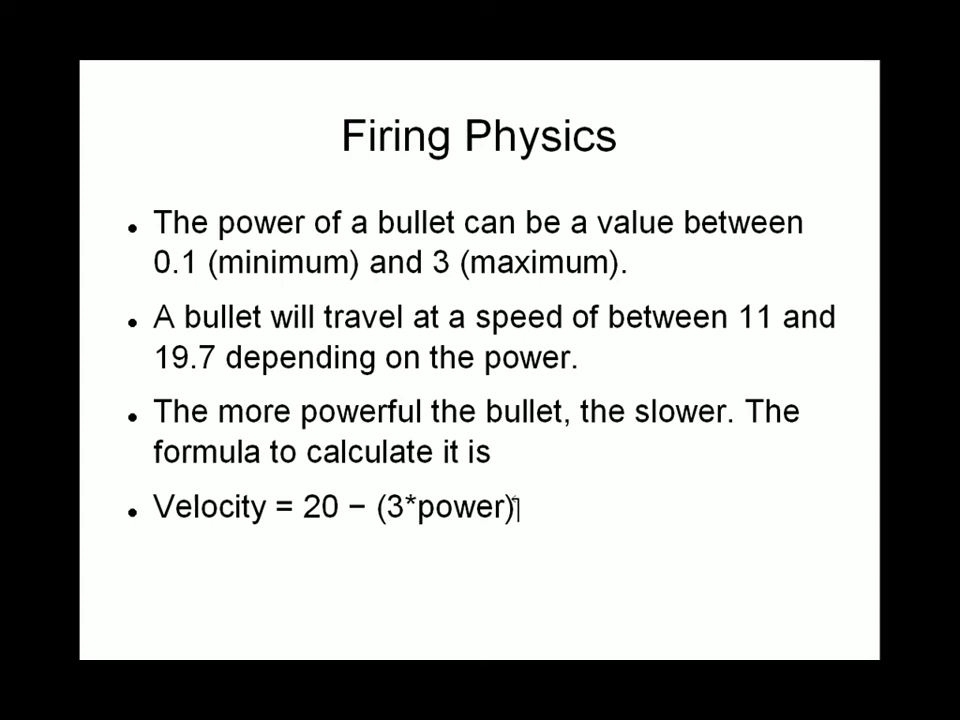 Firing Physics
The power of a bullet can be a value between
0.1 (minimum) and 3 (maximum).
A bullet will travel at a speed of between 11 and
19.7 depending on the power.
The more powerful the bullet, the slower. The
formula to calculate it is
Velocity = 20 − (3*power)